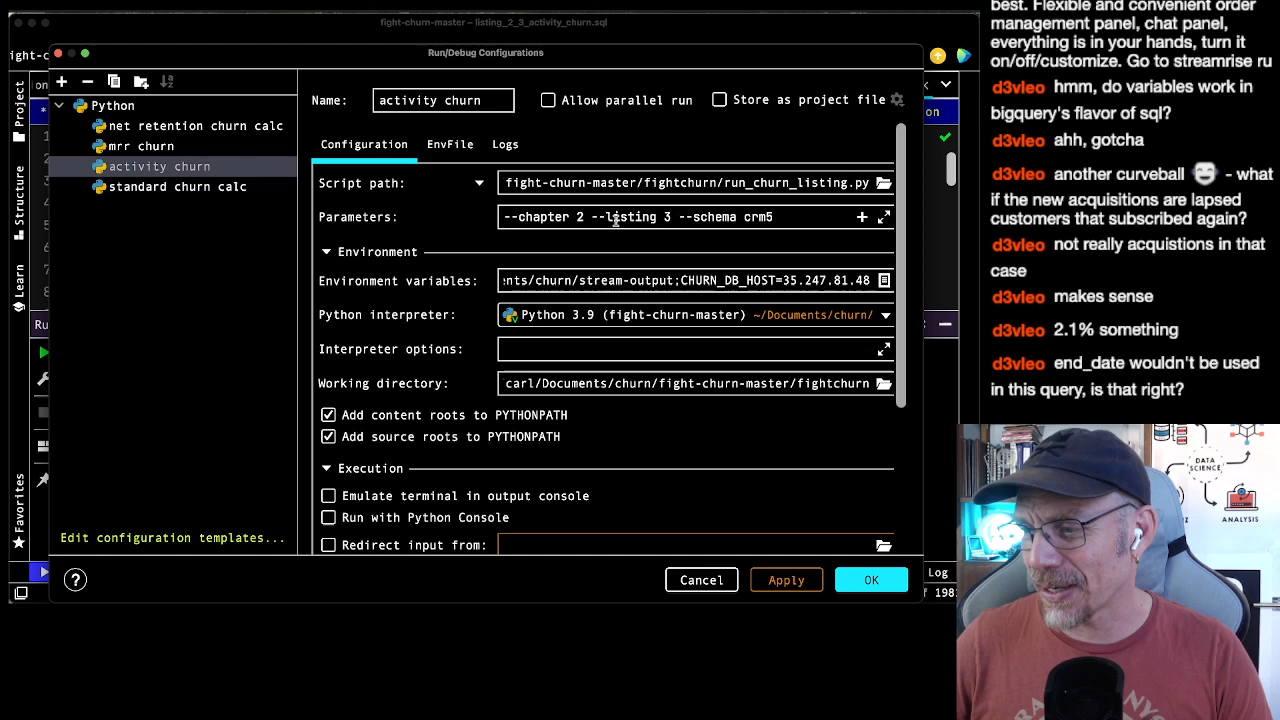 fight-churn-master – listing_2_3_activity_churn.sql
Run/Debug Configurations
Python
net retention churn calc
mrr churn
activity churn
standard churn calc
Edit configuration templates...
Name: activity churn
Allow parallel run
Store as project file
Configuration EnvFile Logs
Script path: fight-churn-master/fightchurn/run_churn_listing.py
Parameters: --chapter 2 --listing 3 --schema crm5
Environment
Environment variables: ents/churn/stream-output;CHURN_DB_HOST=35.247.81.48
Python interpreter: Python 3.9 (fight-churn-master) ~/Documents/churn/
Interpreter options:
Working directory: carl/Documents/churn/fight-churn-master/fightchurn
Add content roots to PYTHONPATH
Add source roots to PYTHONPATH
Execution
Emulate terminal in output console
Run with Python Console
Redirect input from:
Cancel Apply OK
Project
Structure
Learn
Favorites
Log
best. Flexible and convenient order
management panel, chat panel,
everything is in your hands, turn it
on/off/customize. Go to streamrise ru
d3vleo hmm, do variables work in
bigquery's flavor of sql?
d3vleo ahh, gotcha
d3vleo another curveball - what
if the new acquisitions are lapsed
customers that subscribed again?
d3vleo not really acquistions in that
case
d3vleo makes sense
d3vleo 2.1% something
d3vleo end_date wouldn't be used
in this query, is that right?
DATA
SCIENCE
ANALYSIS